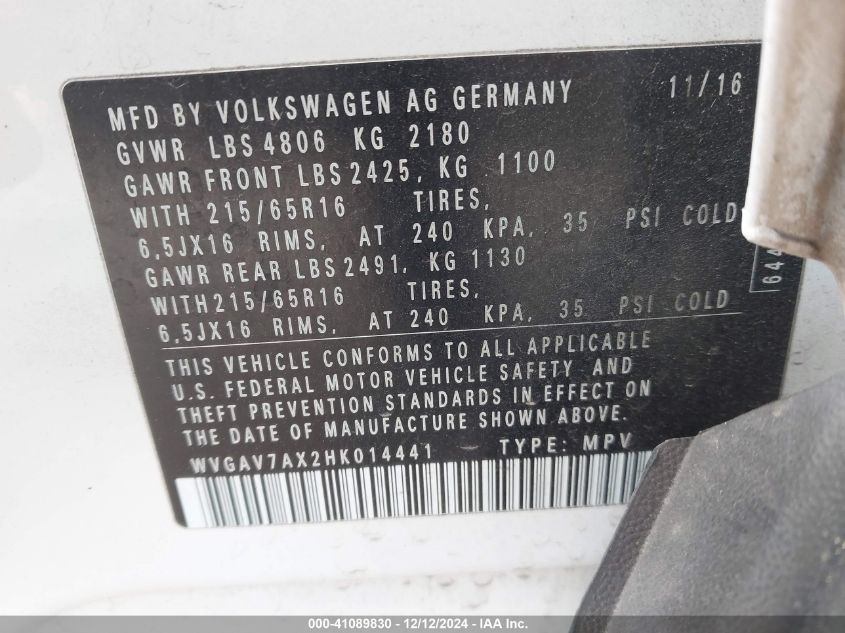 MFD BY VOLKSWAGEN AG GERMANY 11/16
GVWR LBS 4806 KG 2180
GAWR FRONT LBS 2425, KG 1100
WITH 215/65R16 TIRES,
6,5JX16 RIMS, AT 240 KPA, 35 PSI COLD
GAWR REAR LBS 2491, KG 1130
WITH 215/65R16 TIRES,
6,5JX16 RIMS, AT 240 KPA, 35 PSI COLD
THIS VEHICLE CONFORMS TO ALL APPLICABLE
U.S. FEDERAL MOTOR VEHICLE SAFETY AND
THEFT PREVENTION STANDARDS IN EFFECT ON
THE DATE OF MANUFACTURE SHOWN ABOVE.
WVGAV7AX2HK014441 TYPE: MPV
000-41089830 - 12/12/2024 - IAA Inc.